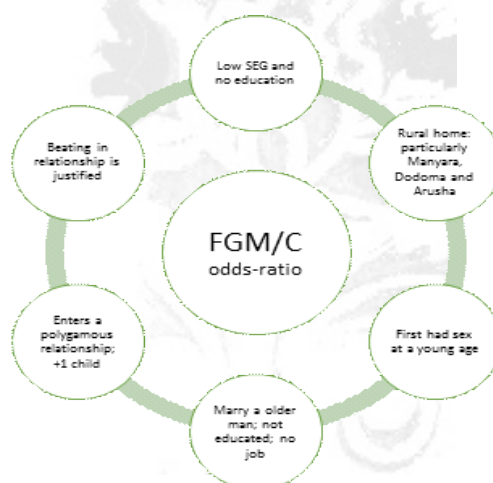 Low SEG and
no education
Rural home:
particularly
Manyara,
Dodoma and
Arusha
First had sex
at a young age
Marry a older
man; not
educated; no
job
Enters a
polygamous
relationship;
+1 child
Beating in
relationship is
justified
FGM/C
odds-ratio